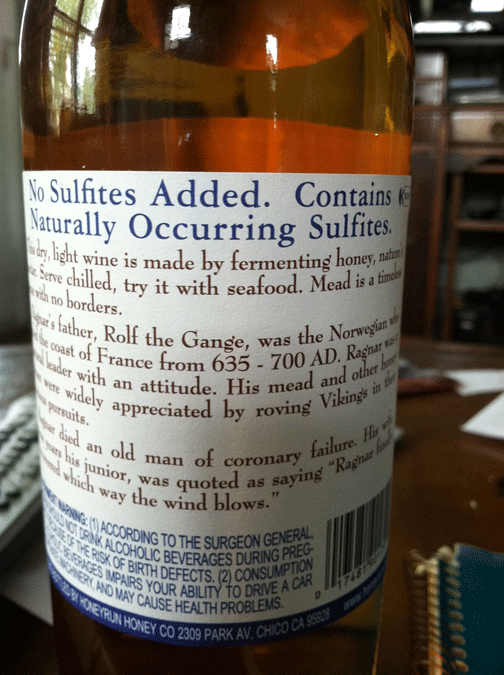 No Sulfites Added. Contains
Naturally Occurring Sulfites.
dry, light wine is made by fermenting honey,
Serve chilled, try it with seafood. Mead is a timeless
with no borders.
father, Rolf the Gange, was the Norwegian
coast of France from 635 - 700 AD. Ragnar was
leader with an attitude. His mead and other honey
were widely appreciated by roving Vikings in
pursuits.
died an old man of coronary failure. His
years his junior, was quoted as saying "Ragnar
which way the wind blows."
WARNING: (1) ACCORDING TO THE SURGEON GENERAL,
NOT DRINK ALCOHOLIC BEVERAGES DURING PREG-
OF THE RISK OF BIRTH DEFECTS. (2) CONSUMPTION
BEVERAGES IMPAIRS YOUR ABILITY TO DRIVE A CAR
MACHINERY, AND MAY CAUSE HEALTH PROBLEMS.
BY HONEYRUN HONEY CO 2309 PARK AV, CHICO CA 95928